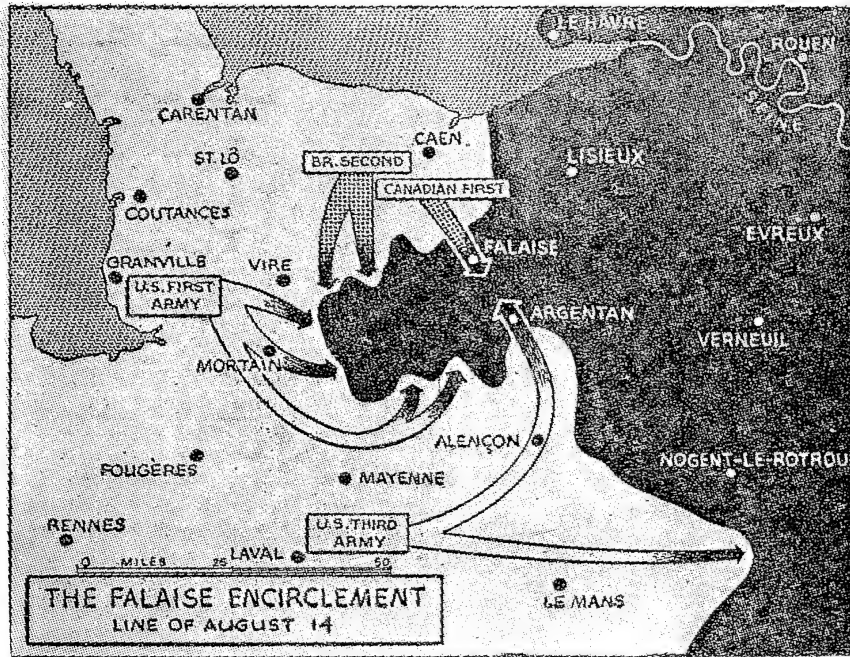 LE HAVRE
ROUEN
SEINE
CARENTAN
CAEN
ST. LÔ
BR. SECOND
LISIEUX
CANADIAN FIRST
COUTANCES
EVREUX
FALAISE
GRANVILLE
VIRE
U.S. FIRST
ARMY
ARGENTAN
VERNEUIL
MORTAIN
ALENÇON
FOUGÈRES
NOGENT-LE-ROTROU
MAYENNE
RENNES
U.S. THIRD
ARMY
LAVAL
0 MILES 25 50
LE MANS
THE FALAISE ENCIRCLEMENT
LINE OF AUGUST 14